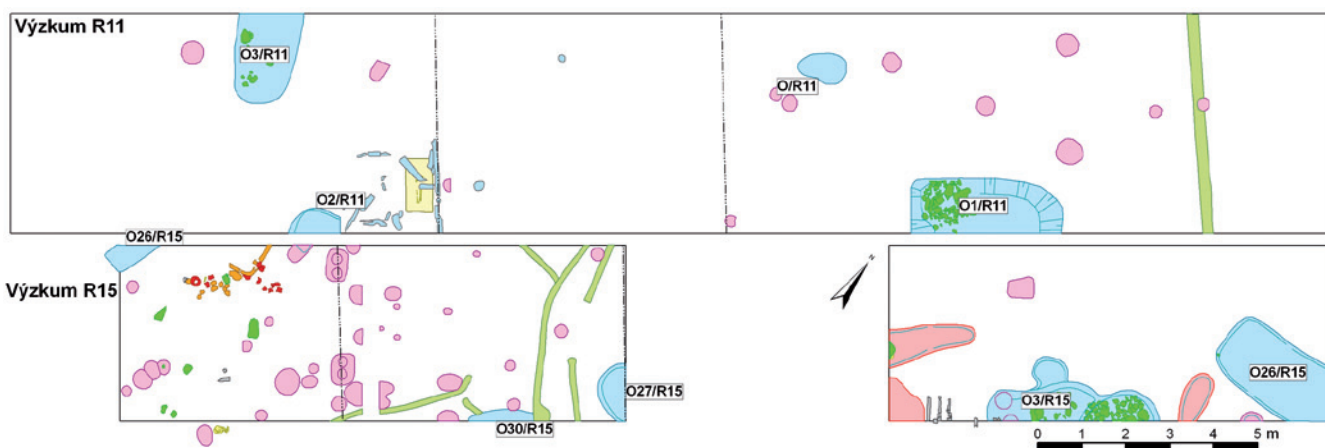 Výzkum R11
O3/R11
O/R11
O2/R11
O1/R11
O26/R15
Výzkum R15
N
O27/R15
O30/R15
O26/R15
O3/R15
0 1 2 3 4 5 m